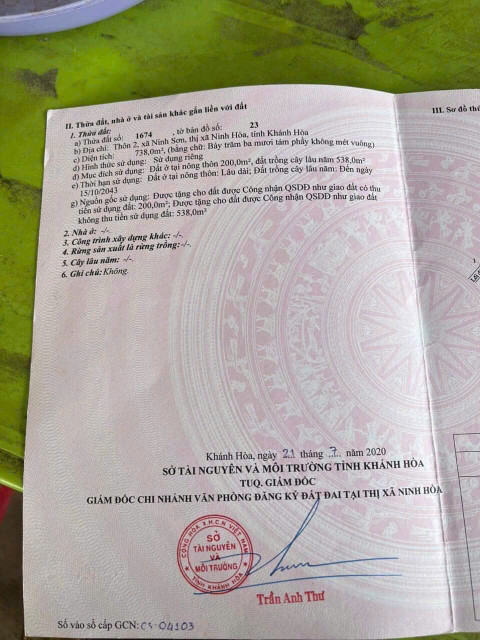 II. Thửa đất, nhà ở và tài sản khác gắn liền với đất
III. Sơ đồ thử
1. Thửa đất:
a) Thửa đất số: 1674 , tờ bản đồ số: 23
b) Địa chỉ: Thôn 2, xã Ninh Sơn, thị xã Ninh Hòa, tỉnh Khánh Hòa
c) Diện tích: 738,0m², (bằng chữ: Bảy trăm ba mươi tám phẩy không mét vuông)
d) Hình thức sử dụng: Sử dụng riêng
đ) Mục đích sử dụng: Đất ở tại nông thôn 200,0m², đất trồng cây lâu năm 538,0m²
e) Thời hạn sử dụng: Đất ở tại nông thôn: Lâu dài; Đất trồng cây lâu năm: Đến ngày
15/10/2043
g) Nguồn gốc sử dụng: Được tặng cho đất được Công nhận QSDĐ như giao đất có thu
tiền sử dụng đất: 200,0m²; Được tặng cho đất được Công nhận QSDĐ như giao đất
không thu tiền sử dụng đất: 538,0m²
2. Nhà ở: -/-.
3. Công trình xây dựng khác: -/-.
4. Rừng sản xuất là rừng trồng: -/-.
5. Cây lâu năm: -/-.
6. Ghi chú: Không.
Khánh Hòa, ngày 21 tháng 7 năm 2020
SỞ TÀI NGUYÊN VÀ MÔI TRƯỜNG TỈNH KHÁNH HÒA
TUQ. GIÁM ĐỐC
GIÁM ĐỐC CHI NHÁNH VĂN PHÒNG ĐĂNG KÝ ĐẤT ĐAI TẠI THỊ XÃ NINH HÒA
CỘNG HÒA X.H.C.N VIỆT NAM
SỞ
TÀI NGUYÊN
VÀ
MÔI TRƯỜNG
TỈNH KHÁNH HÒA
Trần Anh Thư
Số vào sổ cấp GCN: CS-04103